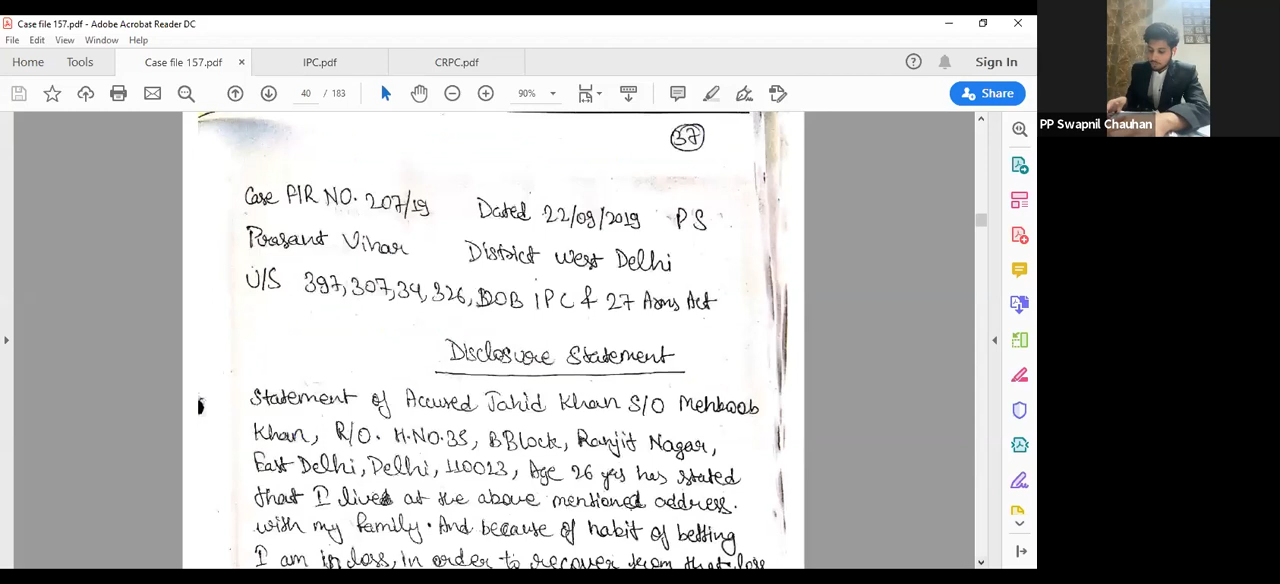 Case file 157.pdf - Adobe Acrobat Reader DC
File Edit View Window Help
Home Tools Case file 157.pdf × IPC.pdf CRPC.pdf Sign In
40 / 183 90% Share
PP Swapnil Chauhan
37
Case FIR NO. 207/19 Dated 22/09/2019 PS
Prasant Vihar District West Delhi
U/S 397, 307, 34, 326, IPC & 27 Arms Act
Disclosure Statement
Statement of Accused Jahid Khan S/O Mehboob
Khan, R/O. H.NO.35, B Block, Ranjit Nagar,
East Delhi, Delhi, 110023, Age 26 yrs has stated
that I lives at the above mentioned address.
with my family. And because of habit of betting
I am in loss, in order to recover from that loss